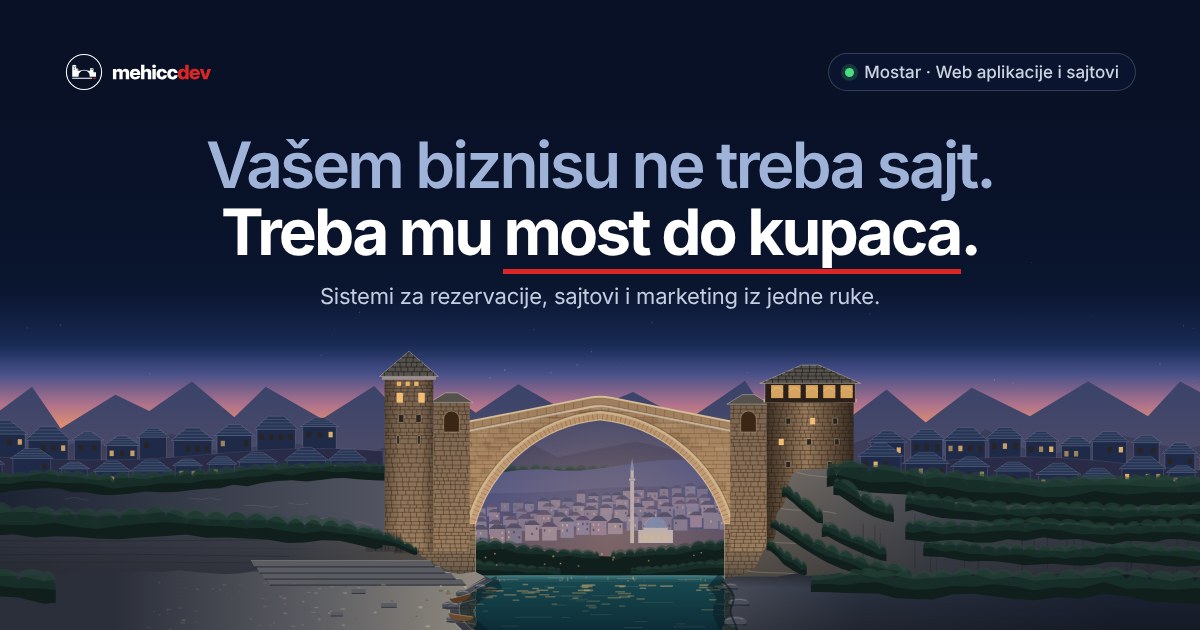 mehiccdev
Mostar · Web aplikacije i sajtovi
Vašem biznisu ne treba sajt.
Treba mu most do kupaca.
Sistemi za rezervacije, sajtovi i marketing iz jedne ruke.